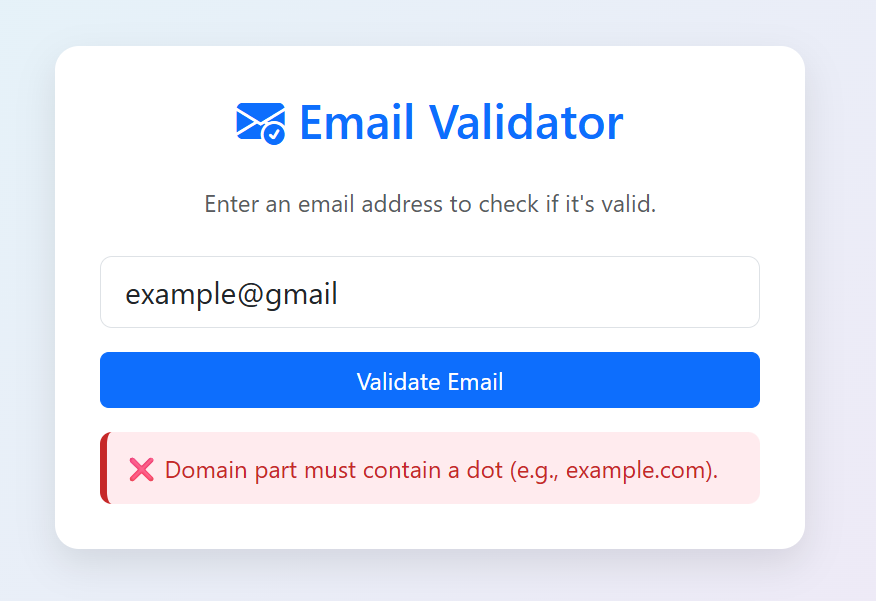 Email Validator
Enter an email address to check if it's valid.
example@gmail
Validate Email
❌ Domain part must contain a dot (e.g., example.com).